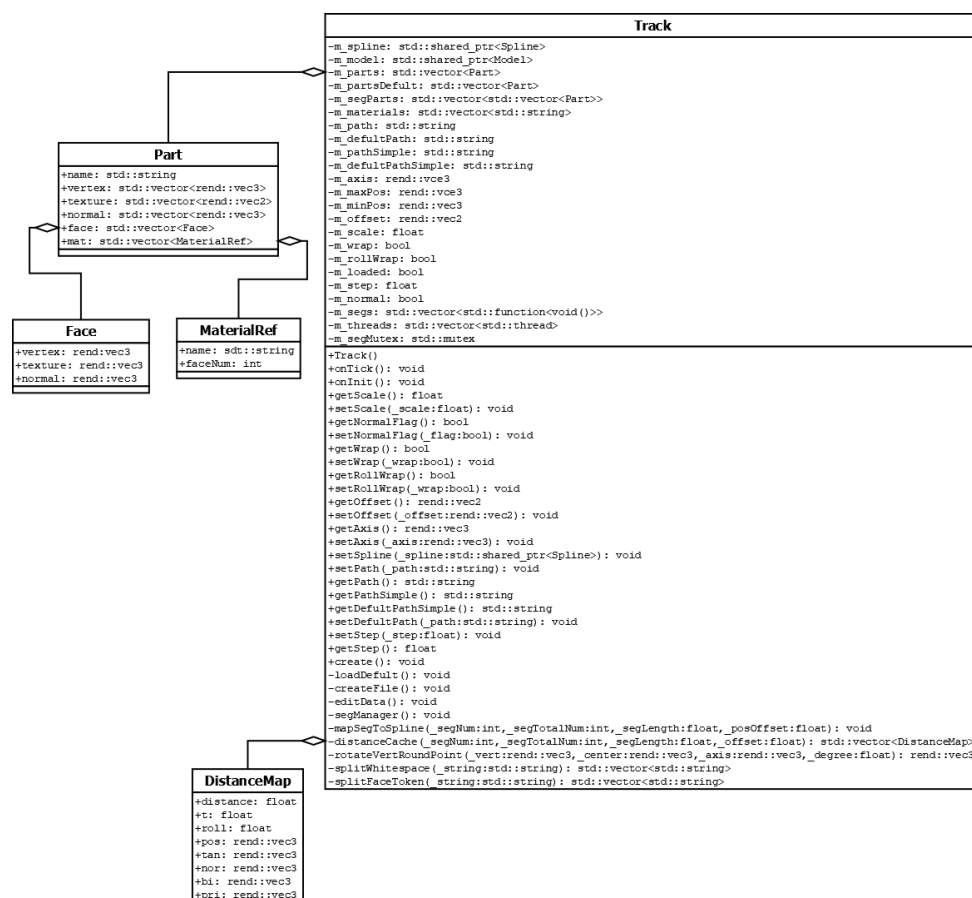 Track
-m_spline: std::shared_ptr<Spline>
-m_model: std::shared_ptr<Model>
-m_parts: std::vector<Part>
-m_partsDefult: std::vector<Part>
-m_segParts: std::vector<std::vector<Part>>
-m_materials: std::vector<std::string>
-m_path: std::string
-m_defultPath: std::string
-m_pathSimple: std::string
-m_defultPathSimple: std::string
-m_axis: rend::vce3
-m_maxPos: rend::vce3
-m_minPos: rend::vec3
-m_offset: rend::vec2
-m_scale: float
-m_wrap: bool
-m_rollWrap: bool
-m_loaded: bool
-m_step: float
-m_normal: bool
-m_segs: std::vector<std::function<void()>>
-m_threads: std::vector<std::thread>
-m_segMutex: std::mutex
+Track()
+onTick(): void
+onInit(): void
+getScale(): float
+setScale(_scale:float): void
+getNormalFlag(): bool
+setNormalFlag(_flag:bool): void
+getWrap(): bool
+setWrap(_wrap:bool): void
+getRollWrap(): bool
+setRollWrap(_wrap:bool): void
+getOffset(): rend::vec2
+setOffset(_offset:rend::vec2): void
+getAxis(): rend::vec3
+setAxis(_axis:rend::vec3): void
+setSpline(_spline:std::shared_ptr<Spline>): void
+setPath(_path:std::string): void
+getPath(): std::string
+getPathSimple(): std::string
+getDefultPathSimple(): std::string
+setDefultPath(_path:std::string): void
+setStep(_step:float): void
+getStep(): float
+create(): void
-loadDefult(): void
-createFile(): void
-editData(): void
-segManager(): void
-mapSegToSpline(_segNum:int,_segTotalNum:int,_segLength:float,_posOffset:float): void
-distanceCache(_segNum:int,_segTotalNum:int,_segLength:float,_offset:float): std::vector<DistanceMap>
-rotateVertRoundPoint(_vert:rend::vec3,_center:rend::vec3,_axis:rend::vec3,_degree:float): rend::vec3
-splitWhitespace(_string:std::string): std::vector<std::string>
-splitFaceToken(_string:std::string): std::vector<std::string>
Part
+name: std::string
+vertex: std::vector<rend::vec3>
+texture: std::vector<rend::vec2>
+normal: std::vector<rend::vec3>
+face: std::vector<Face>
+mat: std::vector<MaterialRef>
Face
+vertex: rend:vec3
+texture: rend::vec3
+normal: rend::vec3
MaterialRef
+name: sdt::string
+faceNum: int
DistanceMap
+distance: float
+t: float
+roll: float
+pos: rend::vec3
+tan: rend::vec3
+nor: rend::vec3
+bi: rend::vec3
+pri: rend::vec3